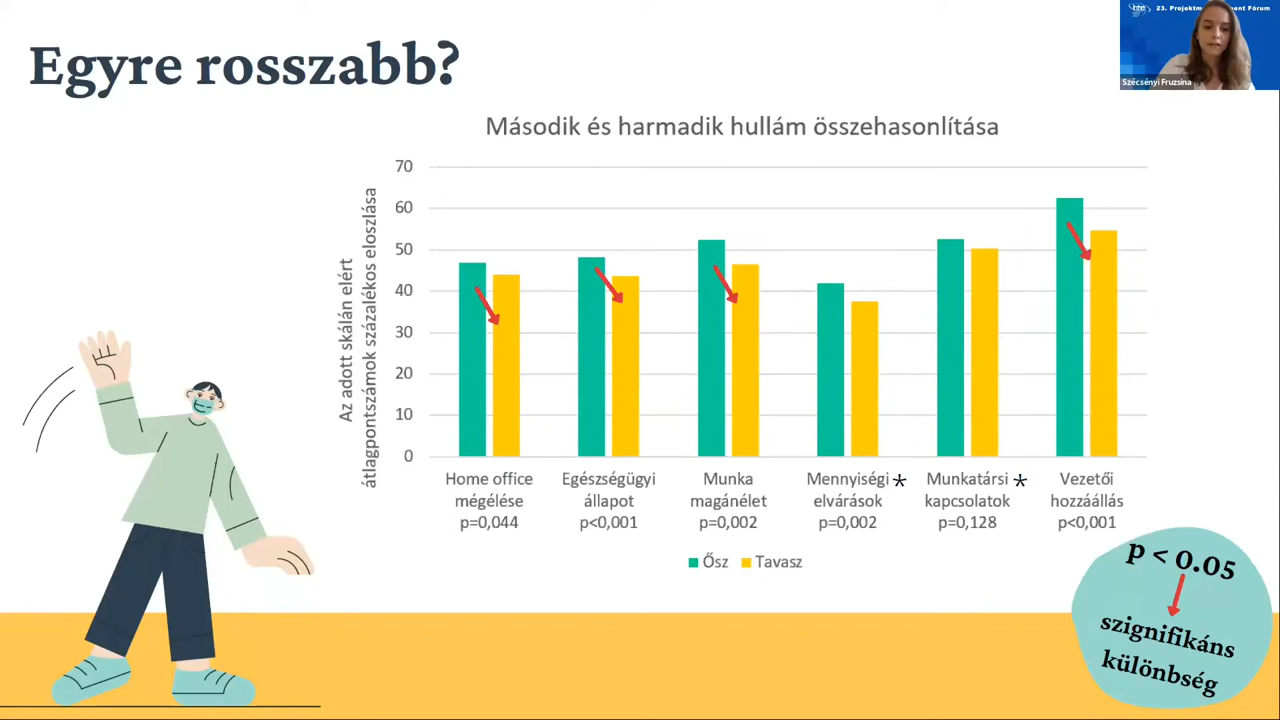 Egyre rosszabb?
23. Projektm ent Fórum
Szécsényi Fruzsina
Második és harmadik hullám összehasonlítása
Az adott skálán elért
átlagpontszámok százalékos eloszlása
70
60
50
40
30
20
10
0
Home office
mégélése
p=0,044
Egészségügyi
állapot
p<0,001
Munka
magánélet
p=0,002
Mennyiségi *
elvárások
p=0,002
Munkatársi *
kapcsolatok
p=0,128
Vezetői
hozzáállás
p<0,001
Ősz
Tavasz
p < 0.05
szignifikáns
különbség